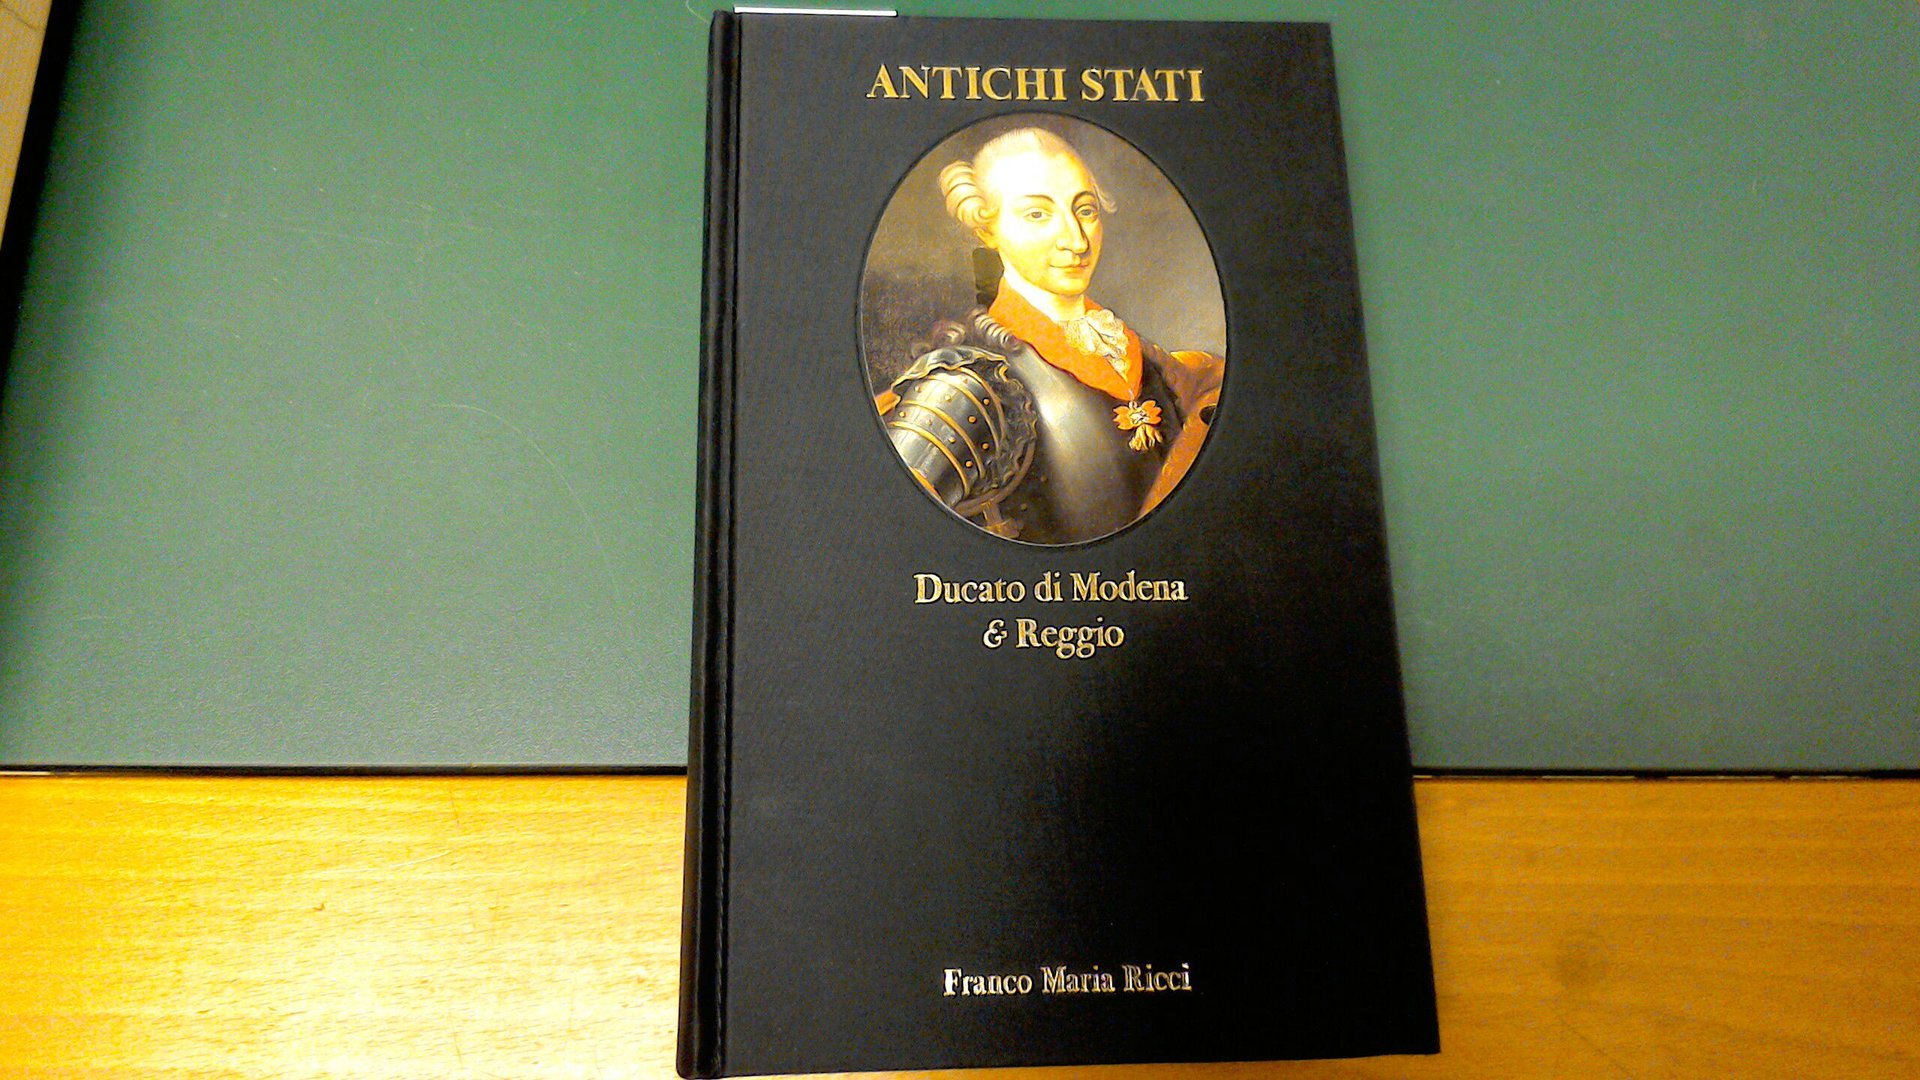 ANTICHI STATI
Ducato di Modena
& Reggio
Franco Maria Ricci